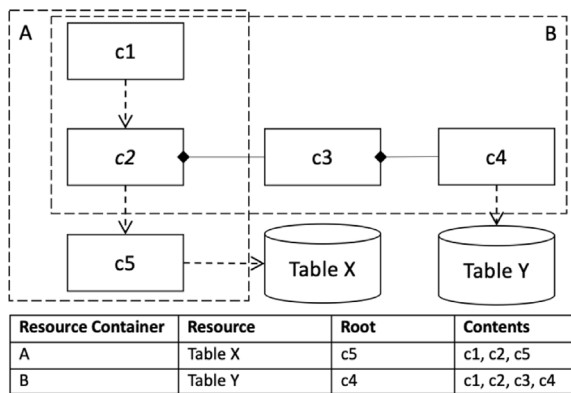 A
B
c1
c2
c3
c4
c5
Table X
Table Y
Resource Container Resource Root Contents
A Table X c5 c1, c2, c5
B Table Y c4 c1, c2, c3, c4